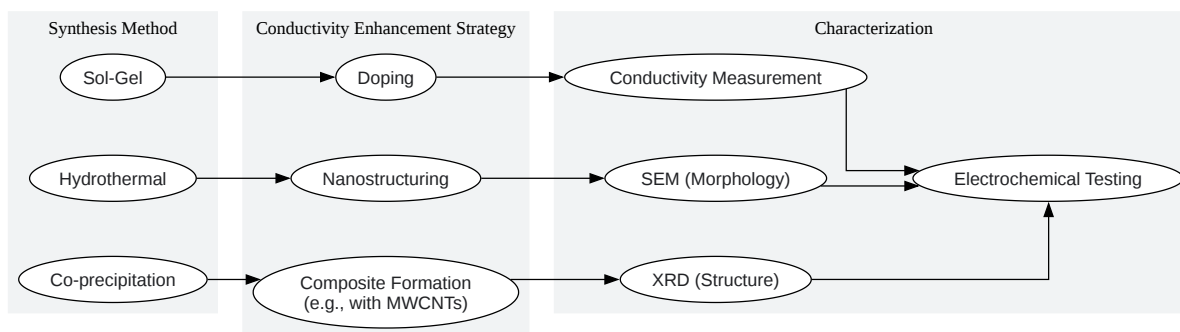 Synthesis Method
Conductivity Enhancement Strategy
Characterization
Sol-Gel
Doping
Conductivity Measurement
Hydrothermal
Nanostructuring
SEM (Morphology)
Electrochemical Testing
Co-precipitation
Composite Formation
(e.g., with MWCNTs)
XRD (Structure)